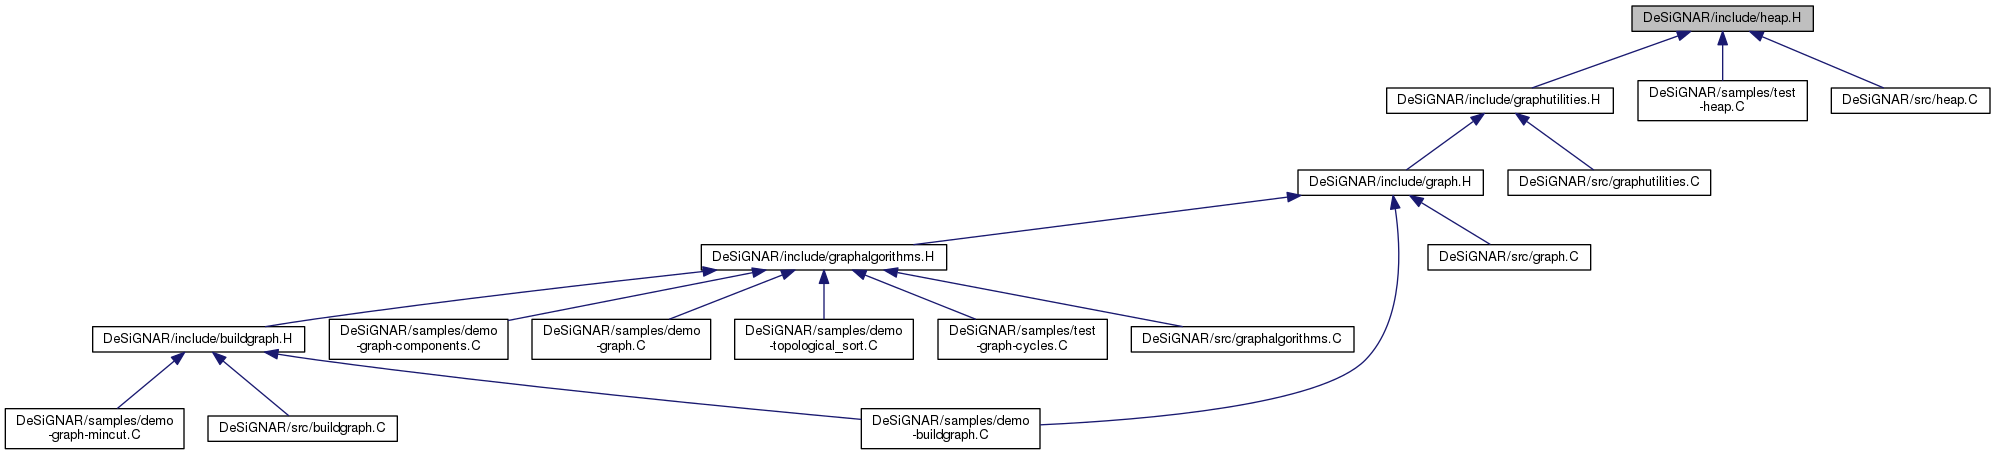 DeSiGNAR/include/heap.H
DeSiGNAR/include/graphutilities.H
DeSiGNAR/samples/test
-heap.C
DeSiGNAR/src/heap.C
DeSiGNAR/include/graph.H
DeSiGNAR/src/graphutilities.C
DeSiGNAR/include/graphalgorithms.H
DeSiGNAR/src/graph.C
DeSiGNAR/include/buildgraph.H
DeSiGNAR/samples/demo
-graph-components.C
DeSiGNAR/samples/demo
-graph.C
DeSiGNAR/samples/demo
-topological_sort.C
DeSiGNAR/samples/test
-graph-cycles.C
DeSiGNAR/src/graphalgorithms.C
DeSiGNAR/samples/demo
-graph-mincut.C
DeSiGNAR/src/buildgraph.C
DeSiGNAR/samples/demo
-buildgraph.C